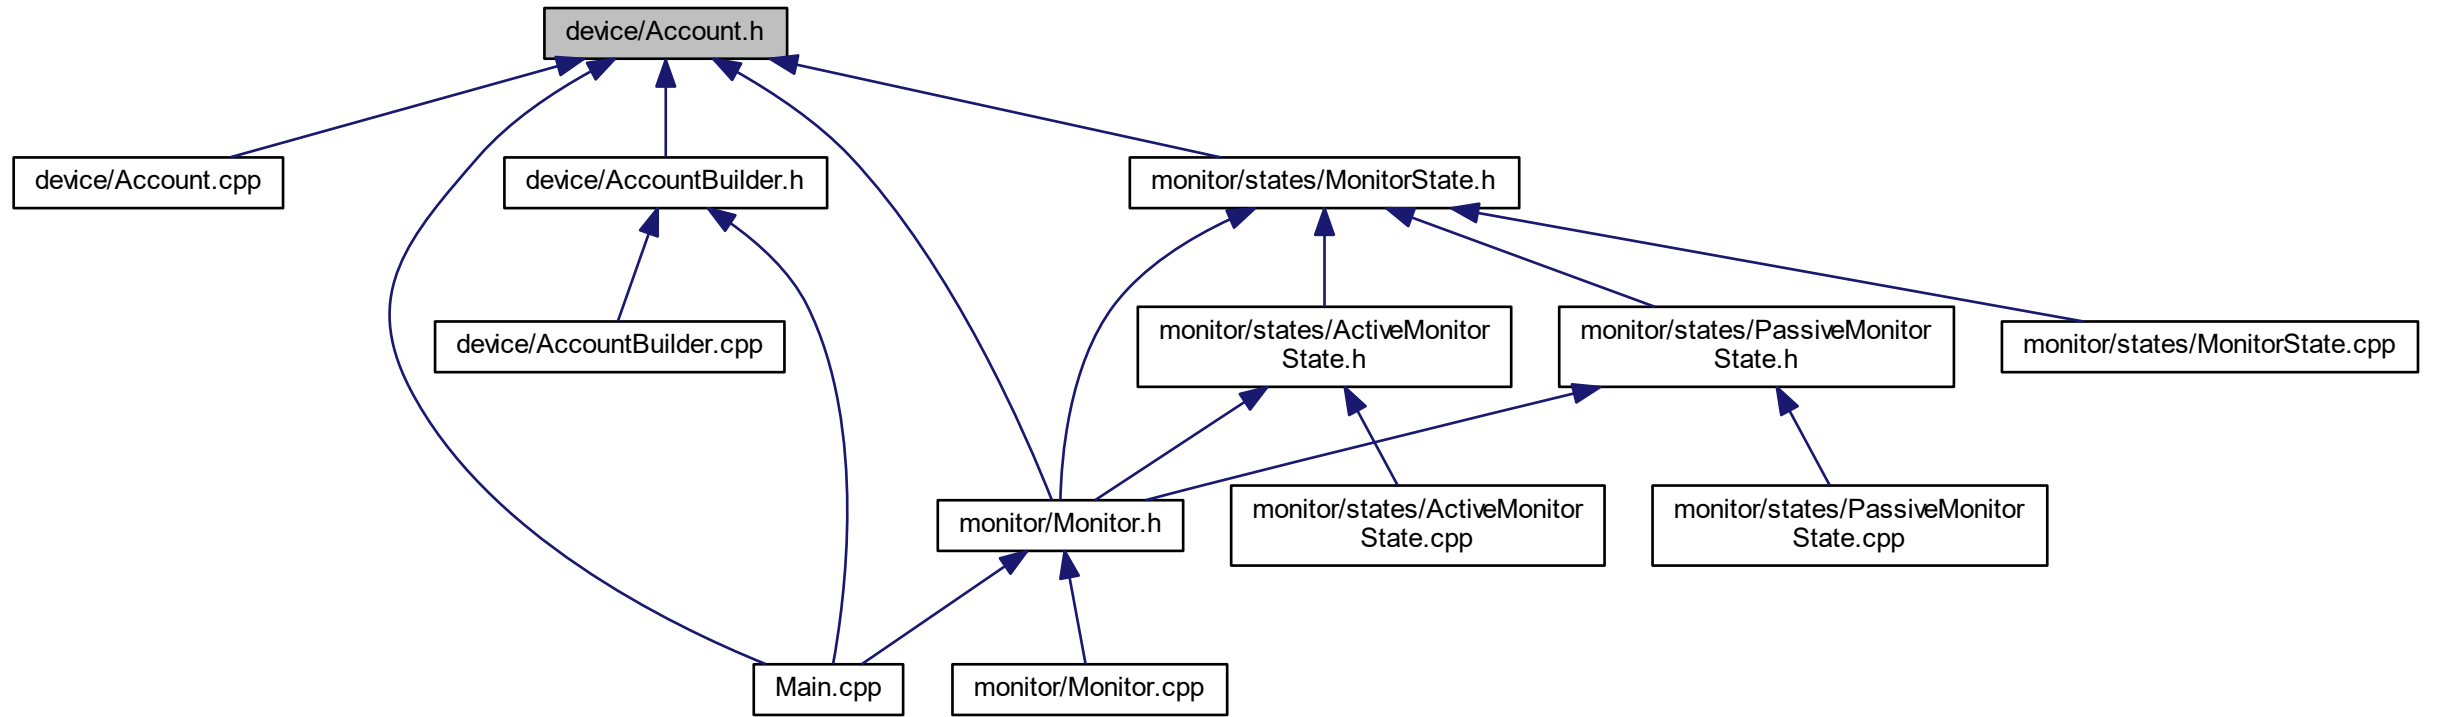 device/Account.h
device/Account.cpp
device/AccountBuilder.h
monitor/states/MonitorState.h
device/AccountBuilder.cpp
monitor/states/ActiveMonitor
State.h
monitor/states/PassiveMonitor
State.h
monitor/states/MonitorState.cpp
monitor/Monitor.h
monitor/states/ActiveMonitor
State.cpp
monitor/states/PassiveMonitor
State.cpp
Main.cpp
monitor/Monitor.cpp